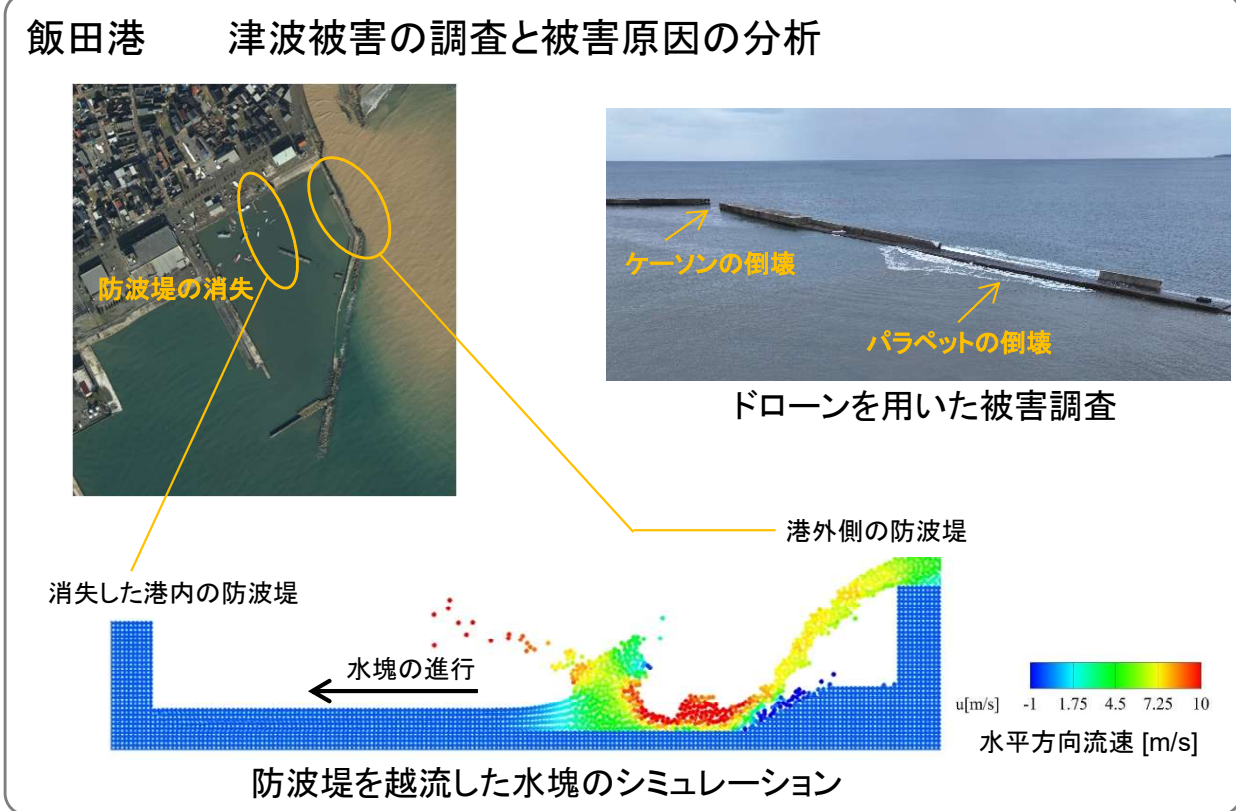 飯田港　　津波被害の調査と被害原因の分析
防波堤の消失
ケーソンの倒壊
パラペットの倒壊
ドローンを用いた被害調査
港外側の防波堤
消失した港内の防波堤
水塊の進行
u[m/s] -1 1.75 4.5 7.25 10
水平方向流速 [m/s]
防波堤を越流した水塊のシミュレーション